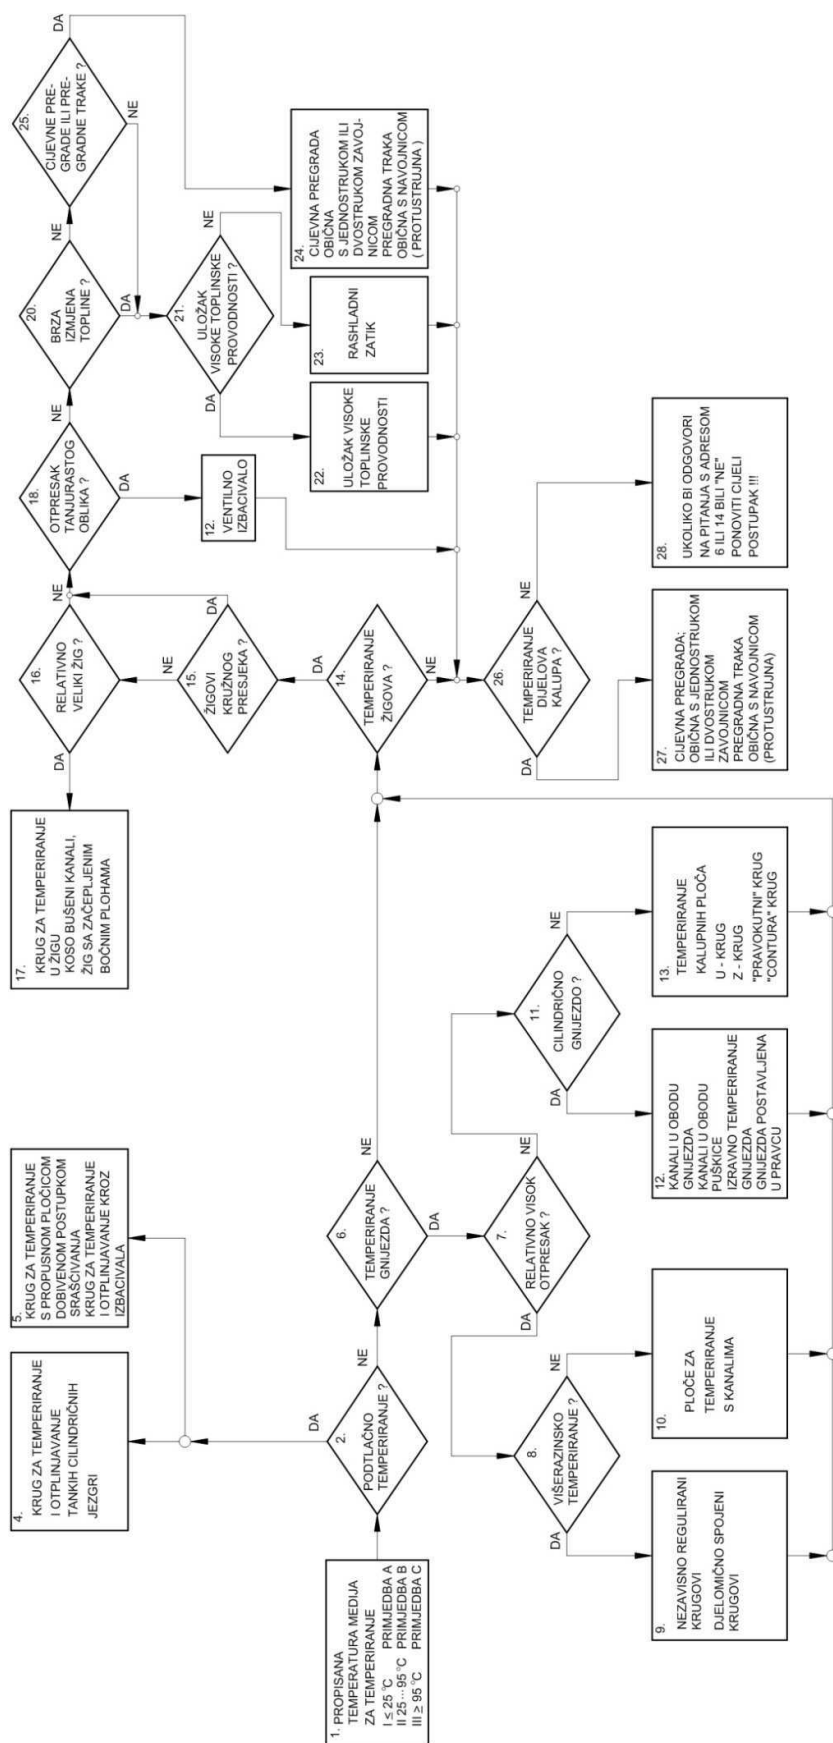 1. PROPISANA
TEMPERATURA MEDIJA
ZA TEMPERIRANJE
I ≤ 25 °C PRIMJEDBA A
II 25 ··· 95 °C PRIMJEDBA B
III ≥ 95 °C PRIMJEDBA C
2.
PODTLAČNO
TEMPERIRANJE ?
DA
NE
4.
KRUG ZA TEMPERIRANJE
I OTPLINJAVANJE
TANKIH CILINDRIČNIH
JEZGRI
5.
KRUG ZA TEMPERIRANJE
S PROPUSNOM PLOČICOM
DOBIVENOM POSTUPKOM
SRAŠĆIVANJA
KRUG ZA TEMPERIRANJE
I OTPLINJAVANJE KROZ
IZBACIVALA
6.
TEMPERIRANJE
GNIJEZDA ?
NE
DA
7.
RELATIVNO VISOK
OTPRESAK ?
DA
NE
8.
VIŠERAZINSKO
TEMPERIRANJE ?
DA
NE
9.
NEZAVISNO REGULIRANI
KRUGOVI
DJELOMIČNO SPOJENI
KRUGOVI
10.
PLOČE ZA
TEMPERIRANJE
S KANALIMA
11.
CILINDRIČNO
GNIJEZDO ?
DA
NE
12.
KANALI U OBODU
GNIJEZDA
KANALI U OBODU
PUŠKICE
IZRAVNO TEMPERIRANJE
GNIJEZDA
GNIJEZDA POSTAVLJENA
U PRAVCU
13.
TEMPERIRANJE
KALUPNIH PLOČA
U - KRUG
Z - KRUG
"PRAVOKUTNI" KRUG
"CONTURA" KRUG
14.
TEMPERIRANJE
ŽIGOVA ?
DA
NE
15.
ŽIGOVI
KRUŽNOG
PRESJEKA ?
NE
DA
16.
RELATIVNO
VELIKI ŽIG ?
DA
NE
17.
KRUG ZA TEMPERIRANJE
U ŽIGU
KOSO BUŠENI KANALI,
ŽIG SA ZAČEPLJENIM
BOČNIM PLOHAMA
18.
OTPRESAK
TANJURASTOG
OBLIKA ?
NE
DA
12.
VENTILNO
IZBACIVALO
20.
BRZA
IZMJENA
TOPLINE ?
NE
DA
21.
ULOŽAK
VISOKE TOPLINSKE
PROVODNOSTI ?
DA
NE
22.
ULOŽAK VISOKE
TOPLINSKE
PROVODNOSTI
23.
RASHLADNI
ZATIK
25.
CIJEVNE PRE-
GRADE ILI PRE-
GRADNE TRAKE ?
DA
NE
24.
CIJEVNA PREGRADA
OBIČNA
S JEDNOSTRUKOM ILI
DVOSTRUKOM ZAVOJ-
NICOM
PREGRADNA TRAKA
OBIČNA S NAVOJNICOM
( PROTUSTRUJNA )
26.
TEMPERIRANJE
DIJELOVA
KALUPA ?
DA
NE
27.
CIJEVNA PREGRADA;
OBIČNA S JEDNOSTRUKOM
ILI DVOSTRUKOM
ZAVOJNICOM
PREGRADNA TRAKA
OBIČNA S NAVOJNICOM
(PROTUSTRUJNA)
28.
UKOLIKO BI ODGOVORI
NA PITANJA S ADRESOM
6 ILI 14 BILI "NE"
PONOVITI CIJELI
POSTUPAK !!!